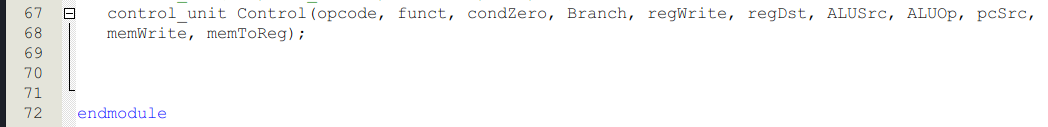 67 control_unit Control(opcode, funct, condZero, Branch, regWrite, regDst, ALUSrc, ALUOp, pcSrc,
68 memWrite, memToReg);
69
70
71
72 endmodule